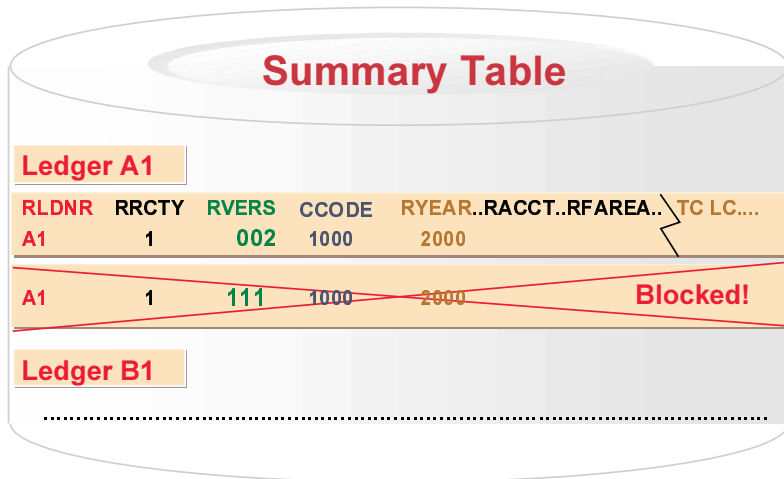 Summary Table
Ledger A1
RLDNR RRCTY RVERS CCODE RYEAR..RACCT..RFAREA.. TC LC....
A1 1 002 1000 2000
A1 1 111 1000 2000 Blocked!
Ledger B1